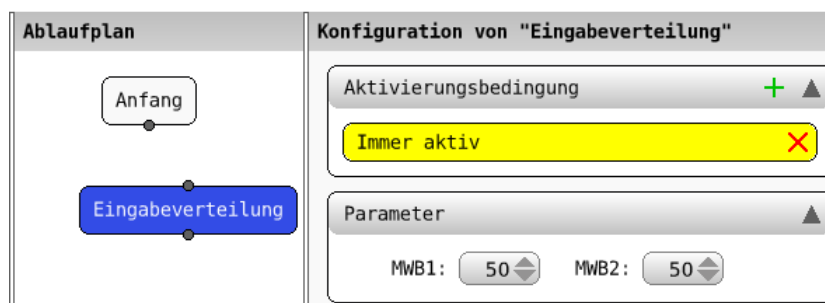 Ablaufplan
Konfiguration von "Eingabeverteilung"
Anfang
Eingabeverteilung
Aktivierungsbedingung
Immer aktiv
Parameter
MWB1: 50 MWB2: 50